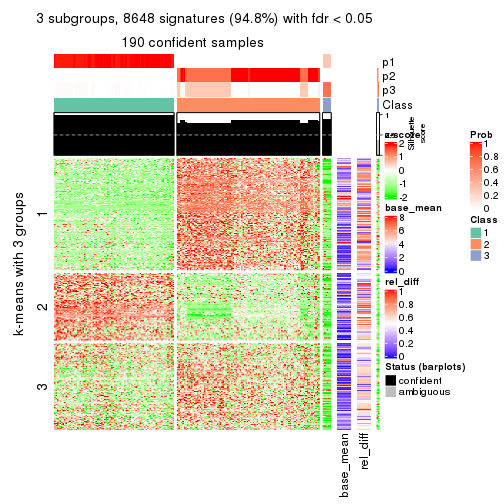 3 subgroups, 8648 signatures (94.8%) with fdr < 0.05
190 confident samples
p1
p2
p3
Class
1
Silhouette
score
z-score
2
1
0
-1
-2
Prob
1
0.8
0.6
0.4
0.2
0
base_mean
8
6
4
2
0
Class
1
2
3
rel_diff
1
0.8
0.6
0.4
0.2
0
Status (barplots)
confident
ambiguous
k-means with 3 groups
1
2
3
base_mean
rel_diff